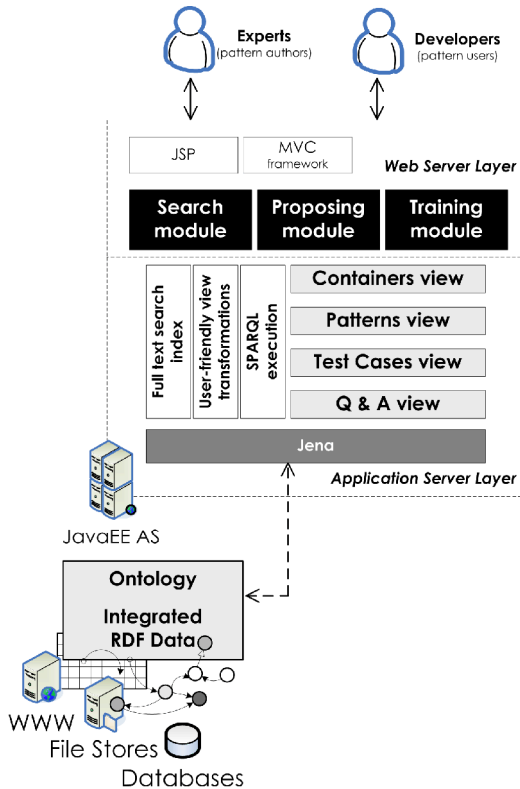 Experts
(pattern authors)
Developers
(pattern users)
JSP
MVC
framework
Web Server Layer
Search
module
Proposing
module
Training
module
Full text search
index
User-friendly view
transformations
SPARQL
execution
Containers view
Patterns view
Test Cases view
Q & A view
Jena
Application Server Layer
JavaEE AS
Ontology
Integrated
RDF Data
WWW
File Stores
Databases